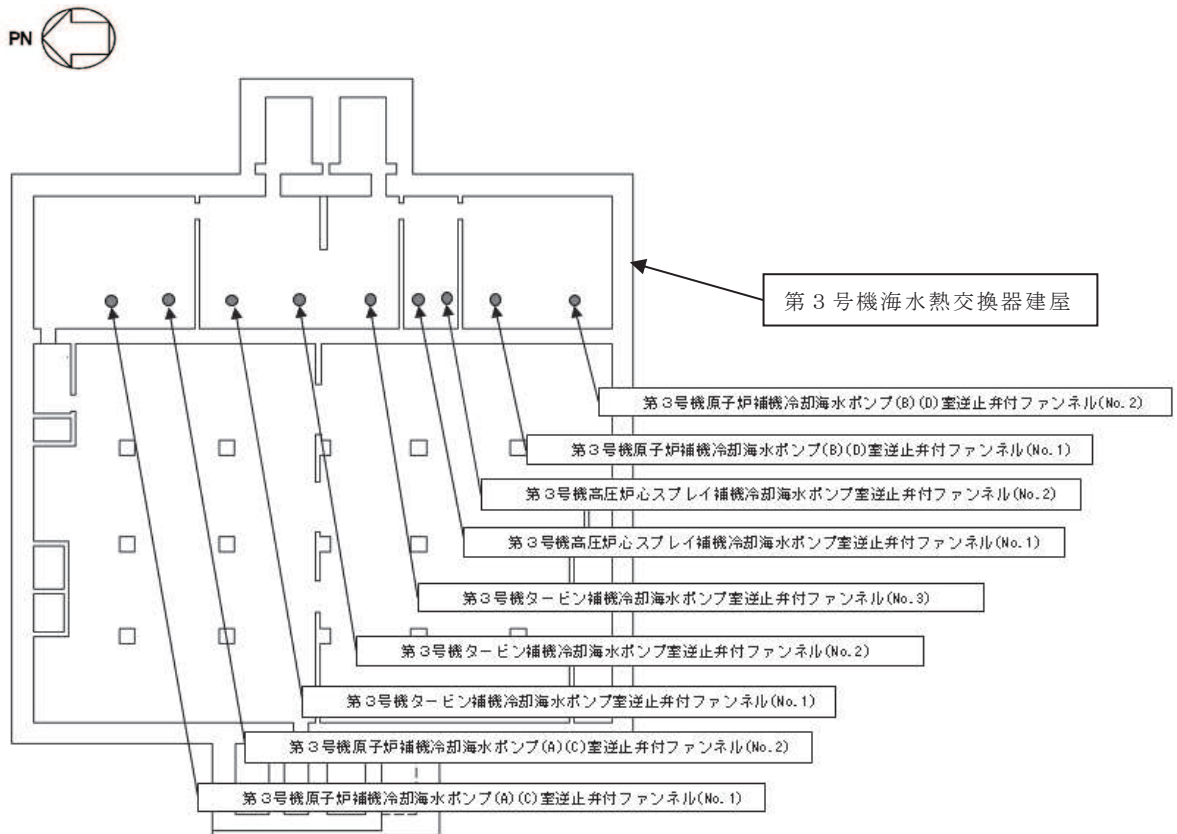 PN
第３号機海水熱交換器建屋
第３号機原子炉補機冷却海水ポンプ(B)(D)室逆止弁付ファンネル(No.2)
第３号機原子炉補機冷却海水ポンプ(B)(D)室逆止弁付ファンネル(No.1)
第３号機高圧炉心スプレイ補機冷却海水ポンプ室逆止弁付ファンネル(No.2)
第３号機高圧炉心スプレイ補機冷却海水ポンプ室逆止弁付ファンネル(No.1)
第３号機タービン補機冷却海水ポンプ室逆止弁付ファンネル(No.3)
第３号機タービン補機冷却海水ポンプ室逆止弁付ファンネル(No.2)
第３号機タービン補機冷却海水ポンプ室逆止弁付ファンネル(No.1)
第３号機原子炉補機冷却海水ポンプ(A)(C)室逆止弁付ファンネル(No.2)
第３号機原子炉補機冷却海水ポンプ(A)(C)室逆止弁付ファンネル(No.1)